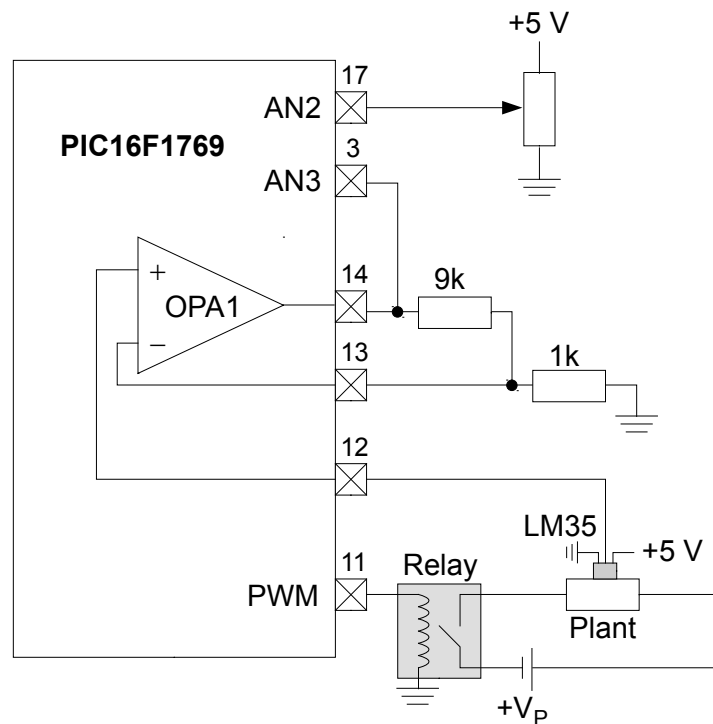 +5 V
17
AN2
PIC16F1769
3
AN3
14
9k
+
OPA1
−
13
1k
12
LM35
+5 V
11
Relay
PWM
Plant
+VP